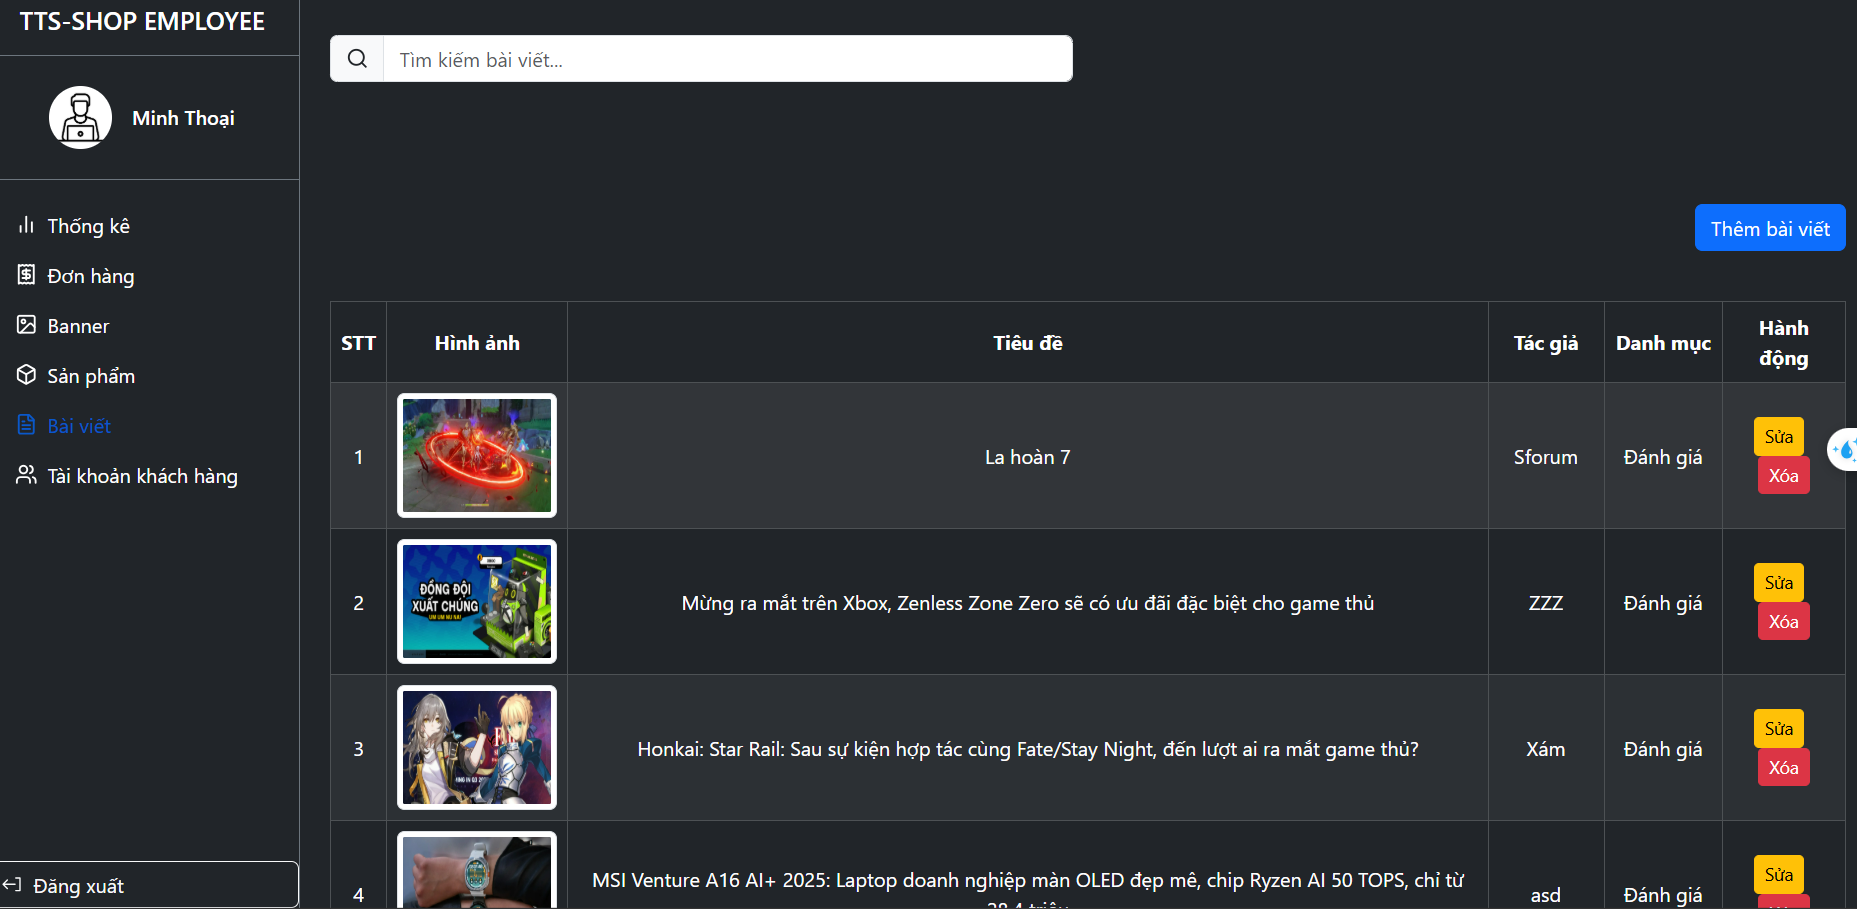 TTS-SHOP EMPLOYEE
Minh Thoại
Thống kê
Đơn hàng
Banner
Sản phẩm
Bài viết
Tài khoản khách hàng
Đăng xuất
Tìm kiếm bài viết...
Thêm bài viết
STT Hình ảnh Tiêu đề Tác giả Danh mục Hành động
1 La hoàn 7 Sforum Đánh giá Sửa Xóa
ĐỒNG ĐỘI
XUẤT CHÚNG
2 Mừng ra mắt trên Xbox, Zenless Zone Zero sẽ có ưu đãi đặc biệt cho game thủ ZZZ Đánh giá Sửa Xóa
3 Honkai: Star Rail: Sau sự kiện hợp tác cùng Fate/Stay Night, đến lượt ai ra mắt game thủ? Xám Đánh giá Sửa Xóa
4 MSI Venture A16 AI+ 2025: Laptop doanh nghiệp màn OLED đẹp mê, chip Ryzen AI 50 TOPS, chỉ từ asd Đánh giá Sửa